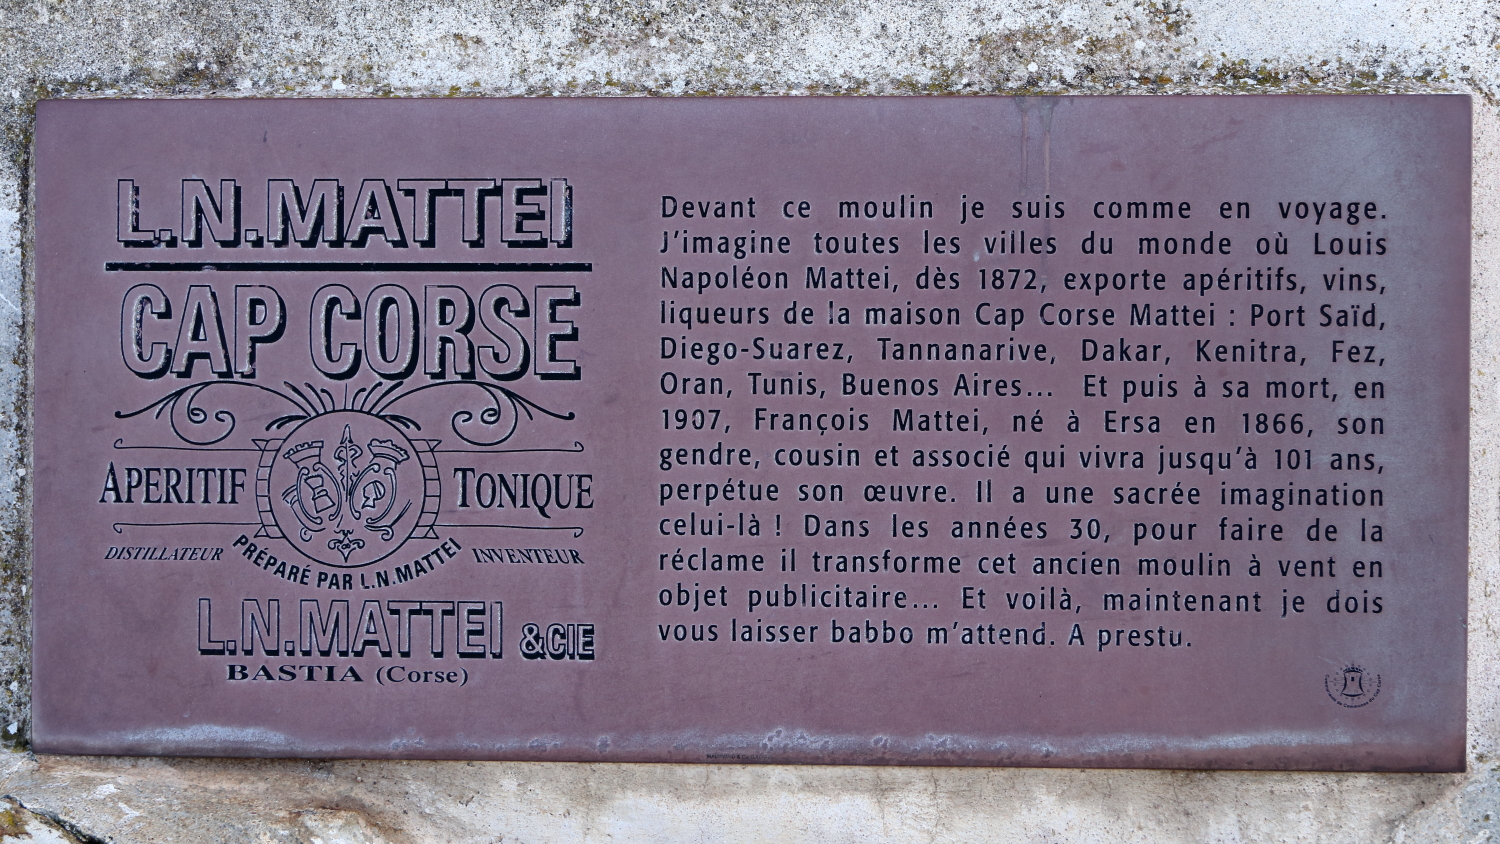 L.N.MATTEI
CAP CORSE
APERITIF TONIQUE
DISTILLATEUR INVENTEUR
PRÉPARÉ PAR L.N.MATTEI
L.N.MATTEI &CIE
BASTIA (Corse)
Devant ce moulin je suis comme en voyage.
J'imagine toutes les villes du monde où Louis
Napoléon Mattei, dès 1872, exporte apéritifs, vins,
liqueurs de la maison Cap Corse Mattei : Port Saïd,
Diego-Suarez, Tannanarive, Dakar, Kenitra, Fez,
Oran, Tunis, Buenos Aires... Et puis à sa mort, en
1907, François Mattei, né à Ersa en 1866, son
gendre, cousin et associé qui vivra jusqu'à 101 ans,
perpétue son œuvre. Il a une sacrée imagination
celui-là ! Dans les années 30, pour faire de la
réclame il transforme cet ancien moulin à vent en
objet publicitaire... Et voilà, maintenant je dois
vous laisser babbo m'attend. A prestu.